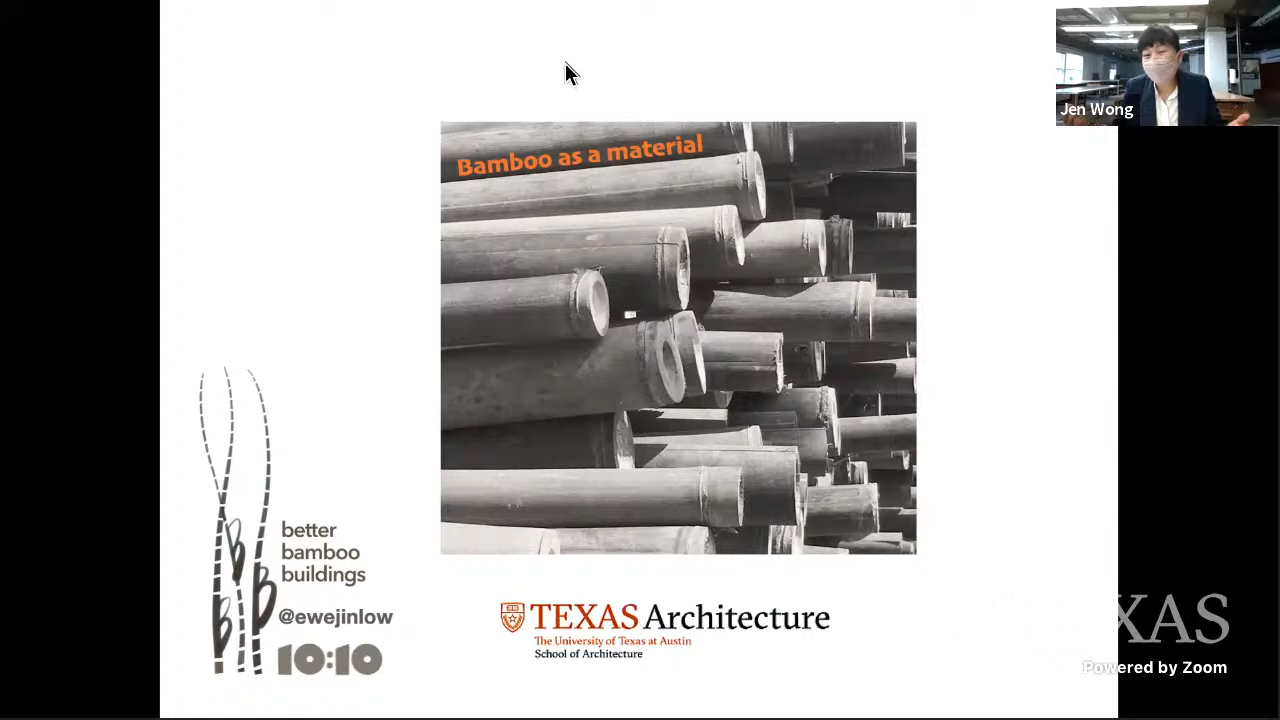 Jen Wong
Bamboo as a material
better
bamboo
buildings
@ewejinlow
10:10
TEXAS Architecture
The University of Texas at Austin
School of Architecture
XAS
Powered by Zoom